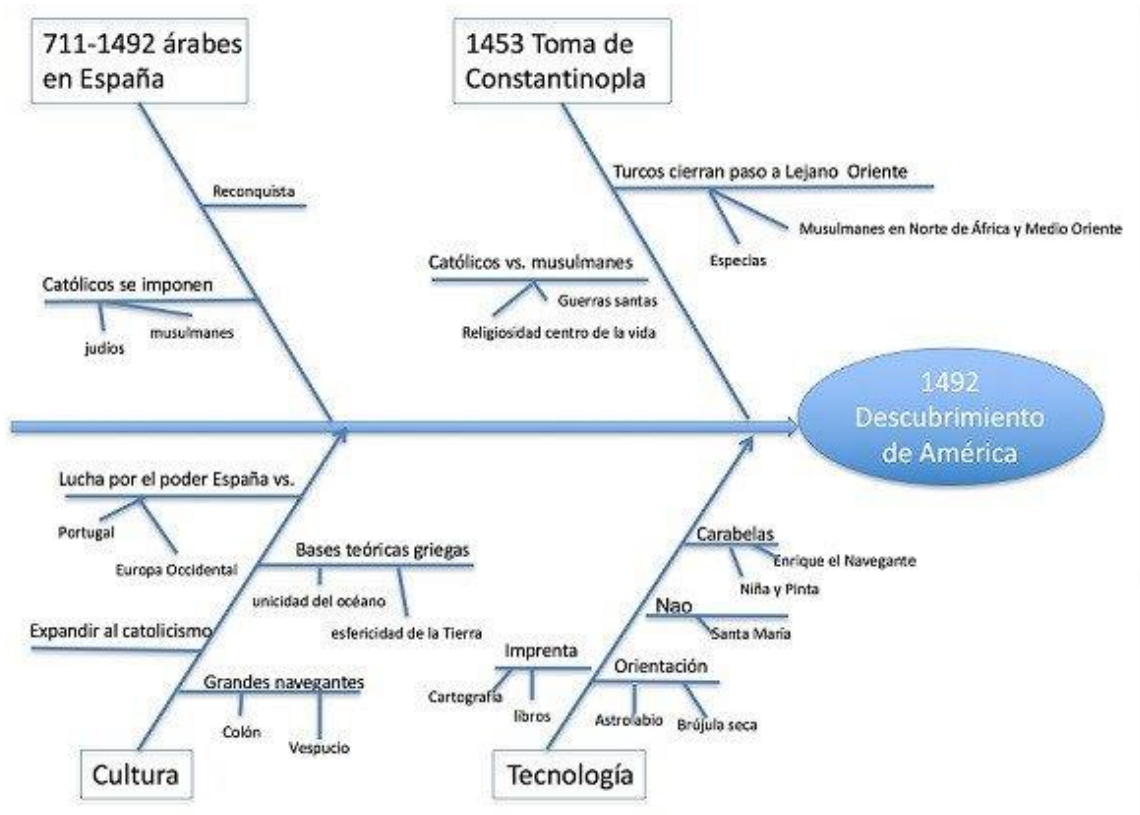 711-1492 árabes
en España
1453 Toma de
Constantinopla
Reconquista
Católicos se imponen
judíos
musulmanes
Turcos cierran paso a Lejano Oriente
Musulmanes en Norte de África y Medio Oriente
Especias
Católicos vs. musulmanes
Guerras santas
Religiosidad centro de la vida
1492
Descubrimiento
de América
Lucha por el poder España vs.
Portugal
Europa Occidental
Bases teóricas griegas
unicidad del océano
esfericidad de la Tierra
Expandir al catolicismo
Grandes navegantes
Colón
Vespucio
Cultura
Carabelas
Enrique el Navegante
Niña y Pinta
Nao
Santa María
Imprenta
Cartografía
libros
Orientación
Astrolabio
Brújula seca
Tecnología